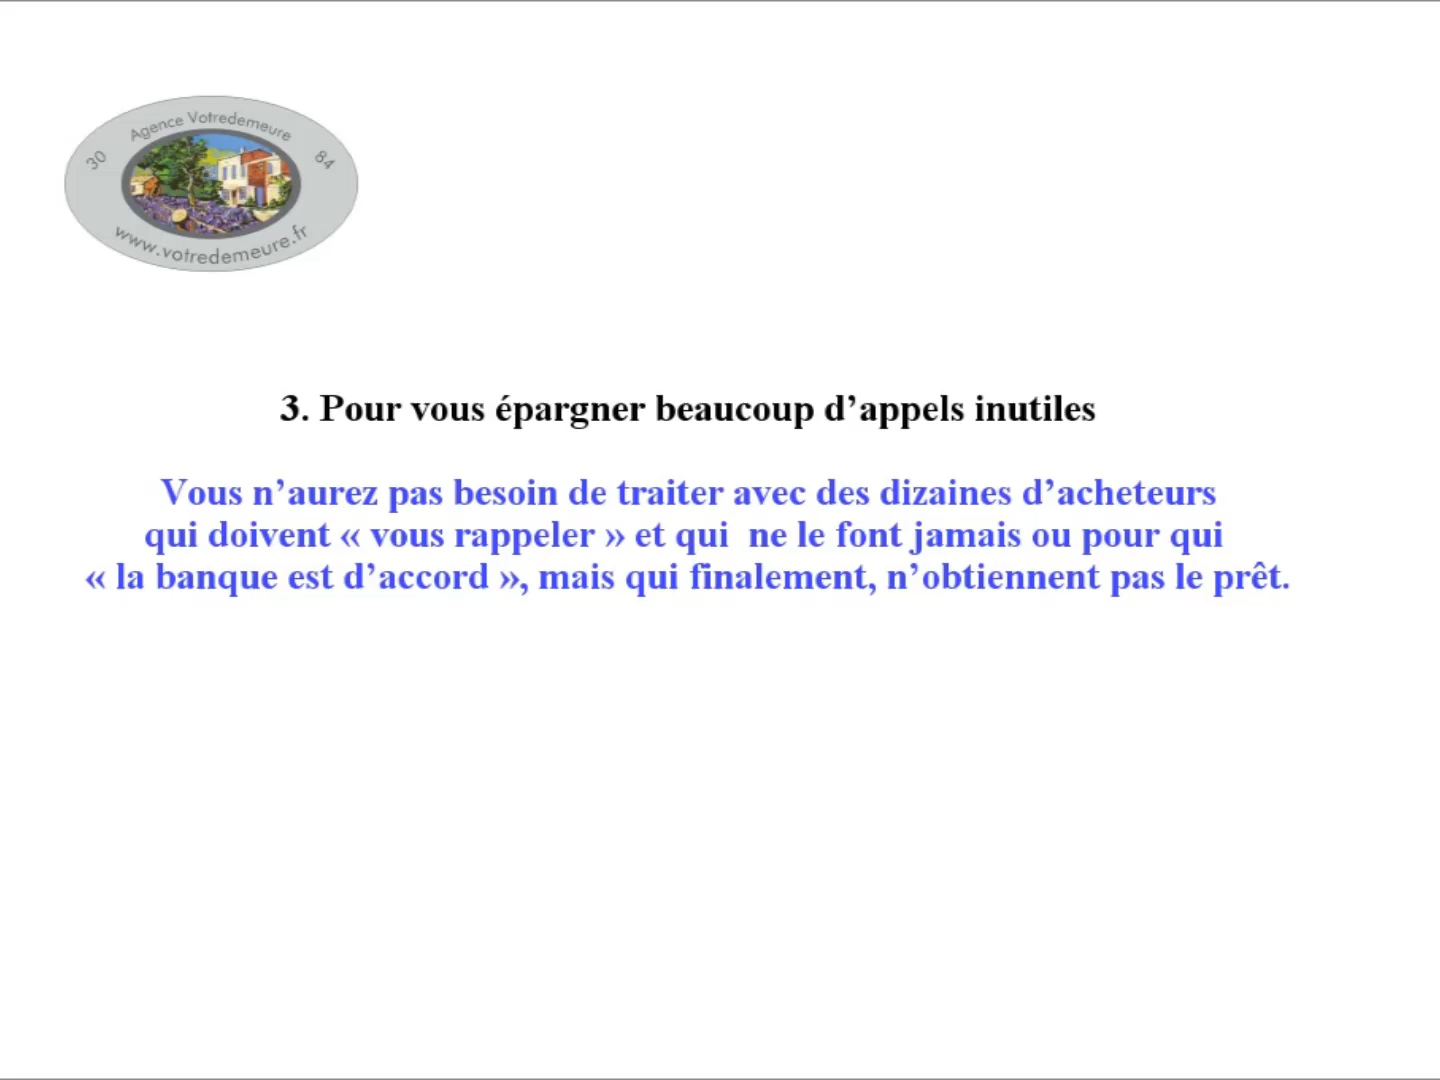 Agence Votredemeure
30
84
www.votredemeure.fr
3. Pour vous épargner beaucoup d’appels inutiles
Vous n’aurez pas besoin de traiter avec des dizaines d’acheteurs
qui doivent « vous rappeler » et qui  ne le font jamais ou pour qui
« la banque est d’accord », mais qui finalement, n’obtiennent pas le prêt.